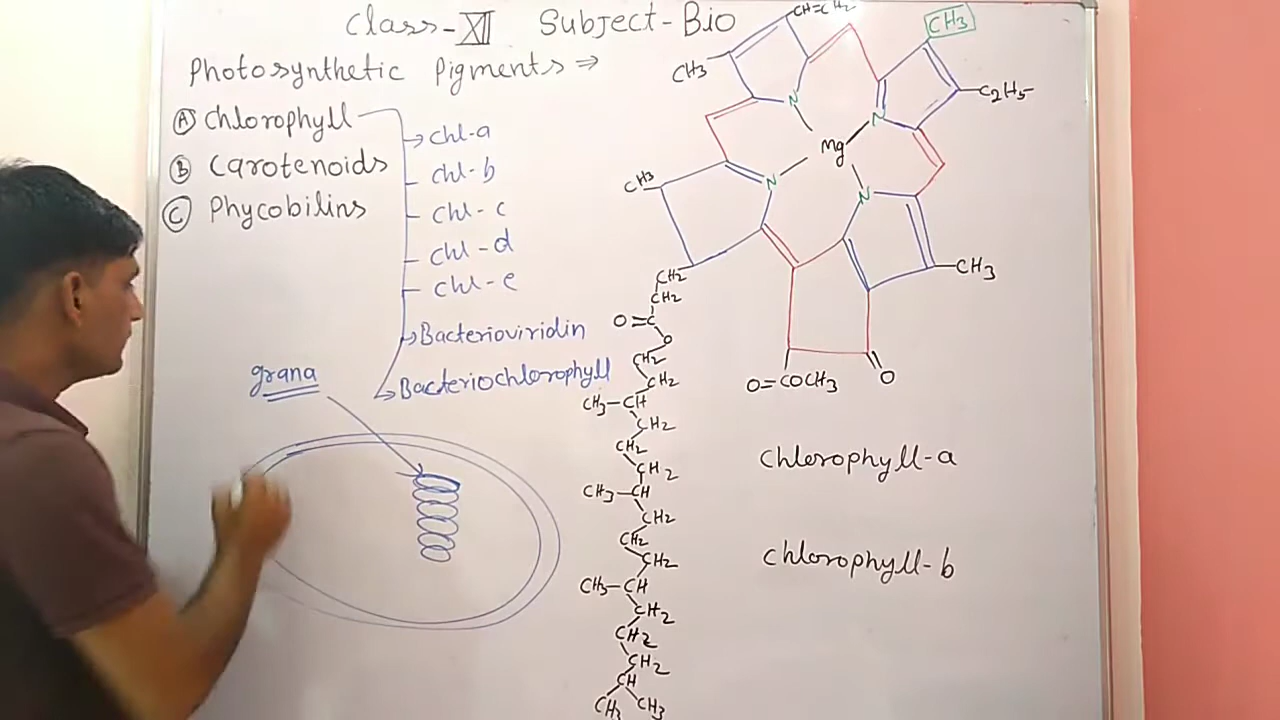 Class-XII Subject-Bio
Photosynthetic Pigments ⇒
Ⓐ Chlorophyll
Ⓑ Carotenoids
Ⓒ Phycobilins
chl-a
chl-b
chl-c
chl-d
chl-e
Bacterioviridin
Bacteriochlorophyll
grana
CH=CH2
CH3
CH3
C2H5
N
N
Mg
N
N
CH3
CH3
CH2
CH2
O=C
O
O=COCH3
O
CH2
CH2
CH3-CH
CH2
CH2
CH2
CH3-CH
CH2
CH2
CH2
CH3-CH
CH2
CH2
CH2
CH
CH3 CH3
Chlorophyll-a
Chlorophyll-b